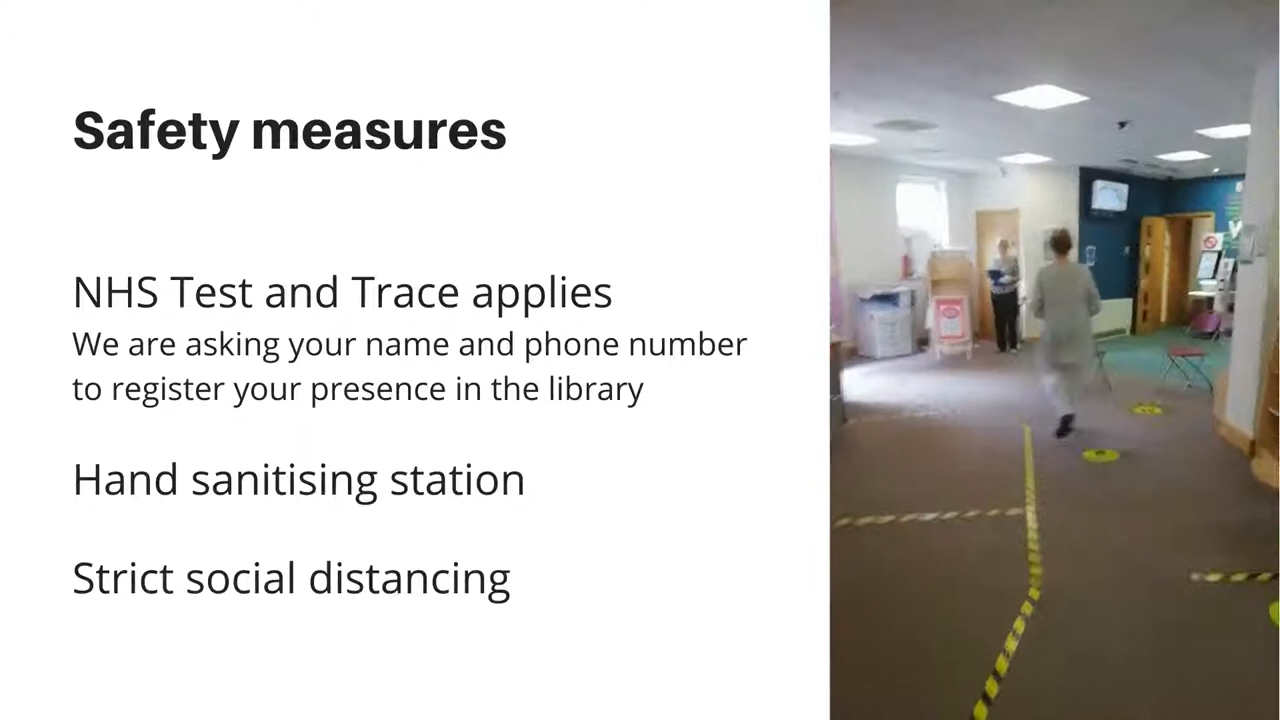 Safety measures
NHS Test and Trace applies
We are asking your name and phone number
to register your presence in the library
Hand sanitising station
Strict social distancing